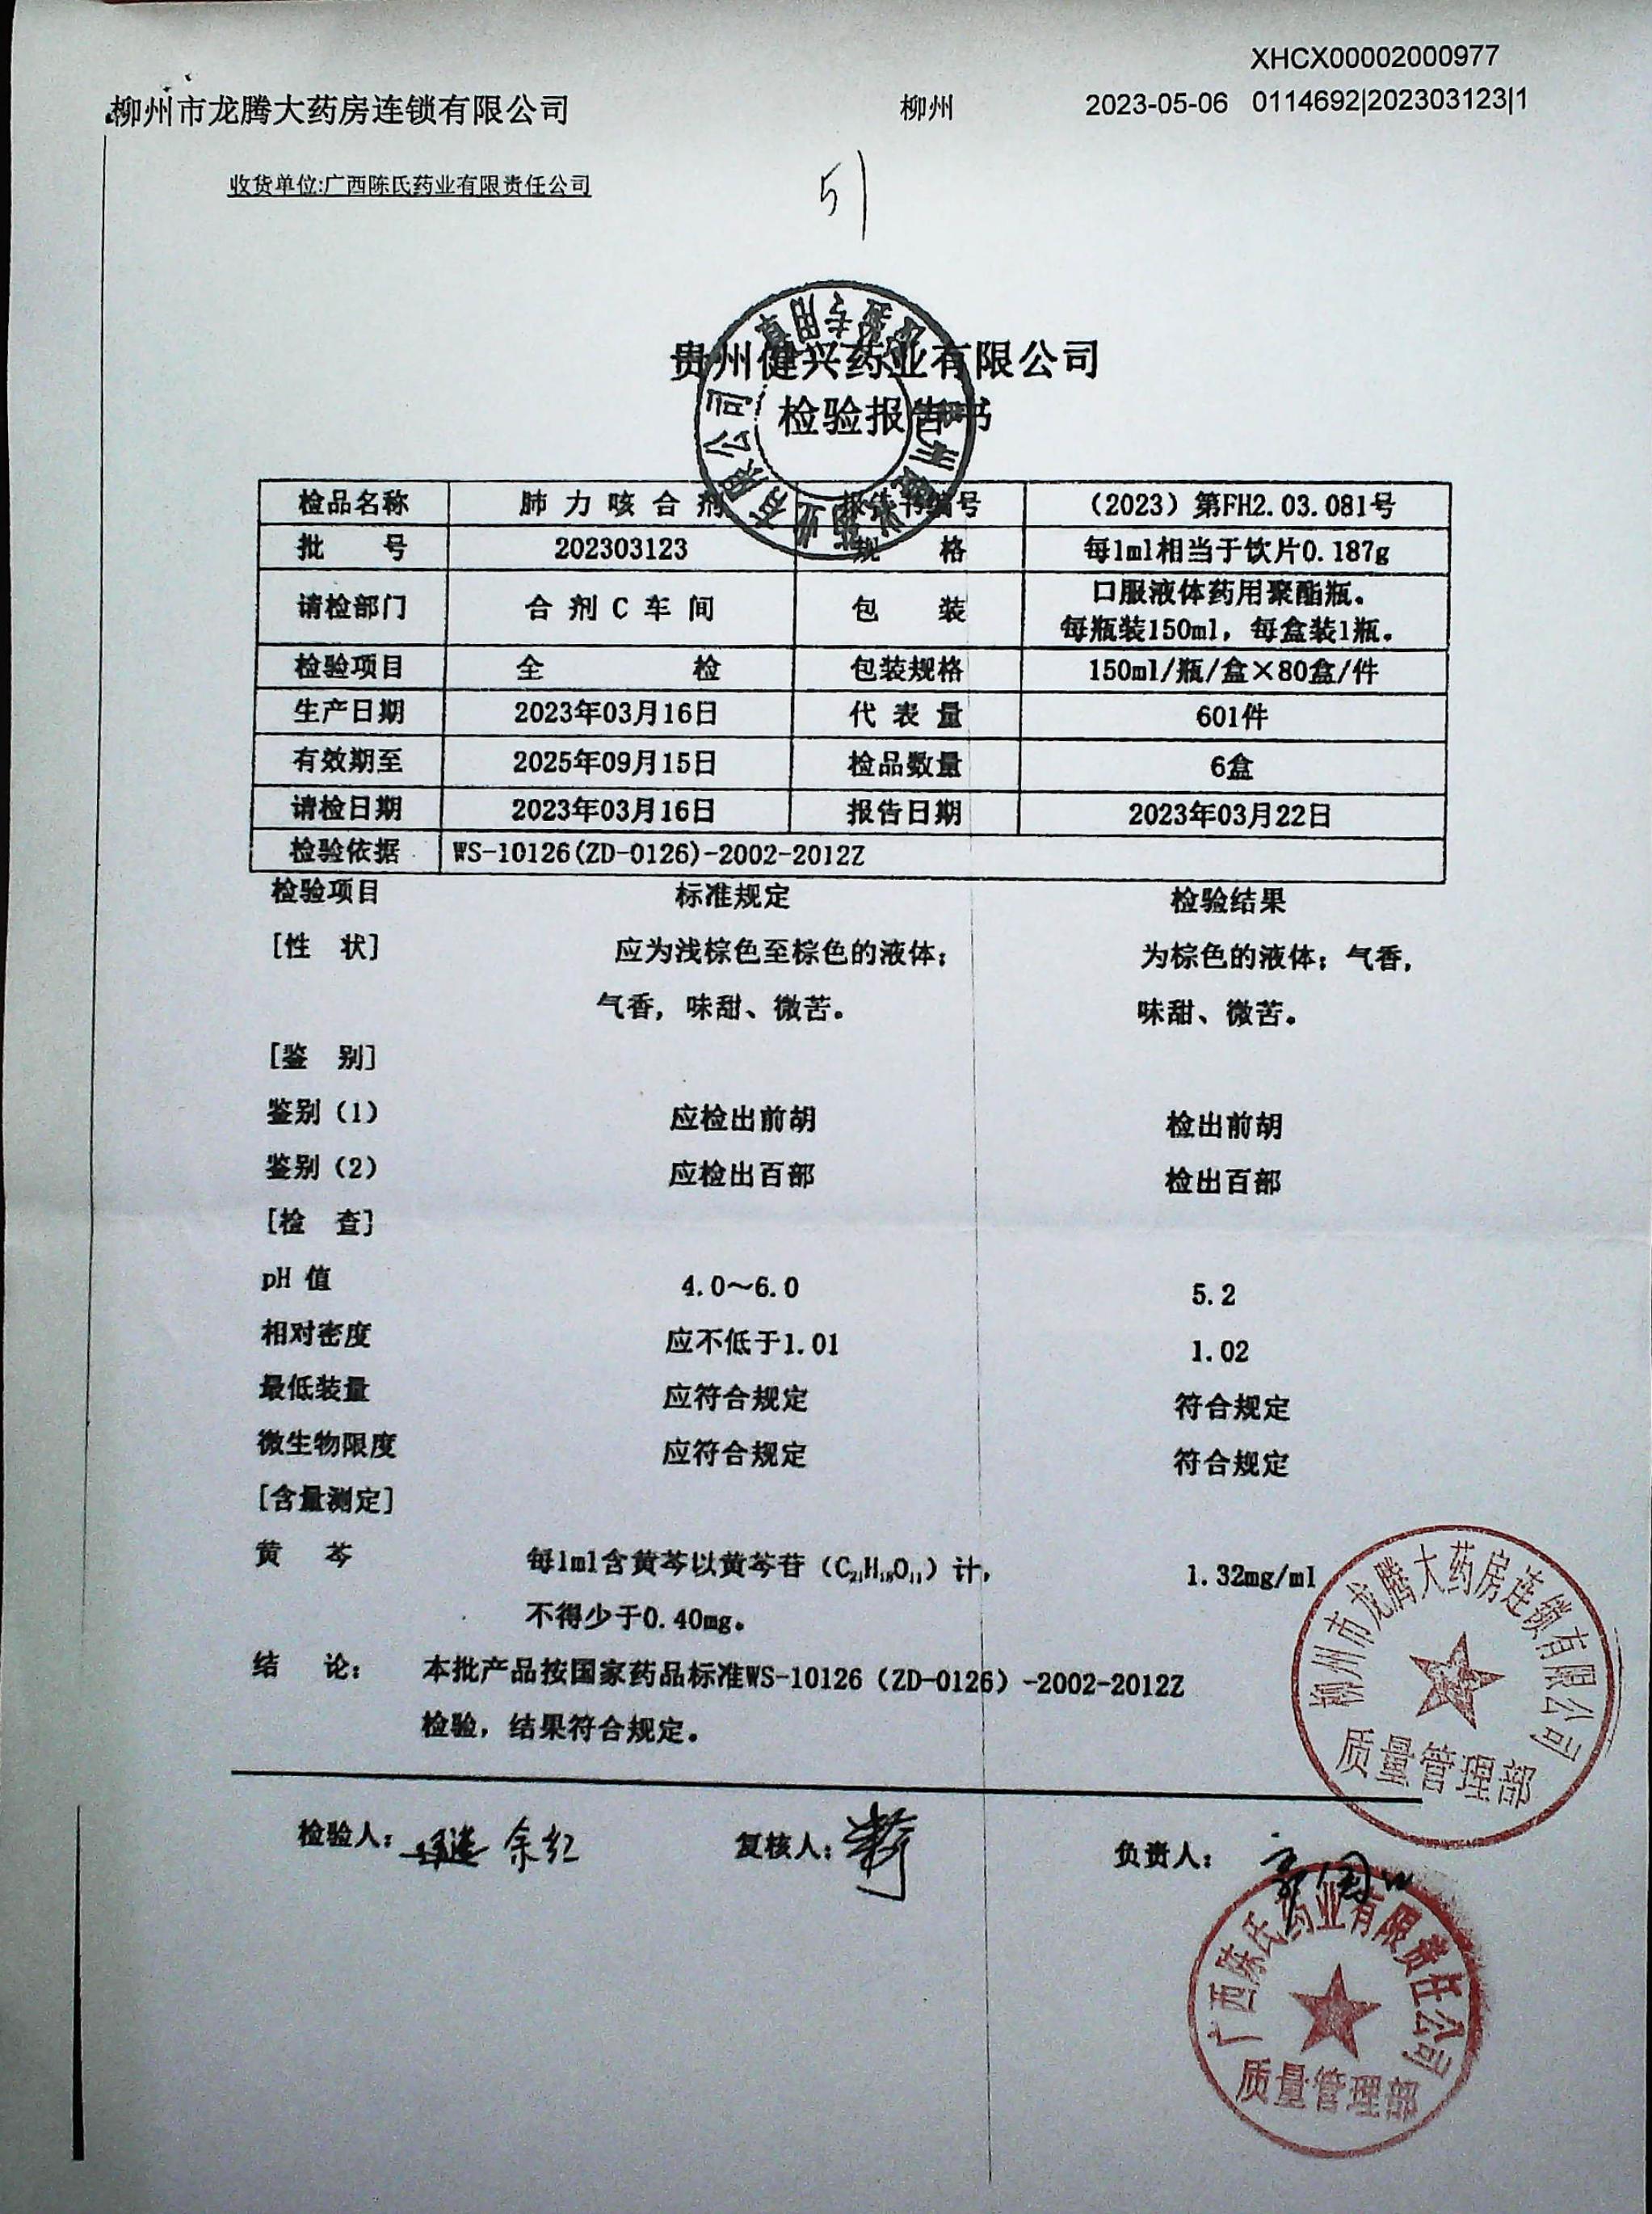 XHCX00002000977
柳州市龙腾大药房连锁有限公司 柳州 2023-05-06 0114692|202303123|1
收货单位:广西陈氏药业有限责任公司
51
贵州健兴药业有限公司
检验报告书
检品名称 肺力咳合剂 报告书编号 (2023)第FH2.03.081号
批 号 202303123 规 格 每1ml相当于饮片0.187g
请检部门 合剂C车间 包 装 口服液体药用聚酯瓶。
每瓶装150ml,每盒装1瓶。
检验项目 全 检 包装规格 150ml/瓶/盒×80盒/件
生产日期 2023年03月16日 代表量 601件
有效期至 2025年09月15日 检品数量 6盒
请检日期 2023年03月16日 报告日期 2023年03月22日
检验依据 WS-10126(ZD-0126)-2002-2012Z
检验项目 标准规定 检验结果
[性 状] 应为浅棕色至棕色的液体; 为棕色的液体;气香,
气香,味甜、微苦。 味甜、微苦。
[鉴 别]
鉴别(1) 应检出前胡 检出前胡
鉴别(2) 应检出百部 检出百部
[检 查]
pH 值 4.0~6.0 5.2
相对密度 应不低于1.01 1.02
最低装量 应符合规定 符合规定
微生物限度 应符合规定 符合规定
[含量测定]
黄 芩 每1ml含黄芩以黄芩苷(C₂₁H₁₈O₁₁)计, 1.32mg/ml
不得少于0.40mg。
结 论: 本批产品按国家药品标准WS-10126(ZD-0126)-2002-2012Z
检验,结果符合规定。
柳州市龙腾大药房连锁有限公司
质量管理部
检验人: 余红 复核人: 负责人:
广西陈氏药业有限责任公司
质量管理部